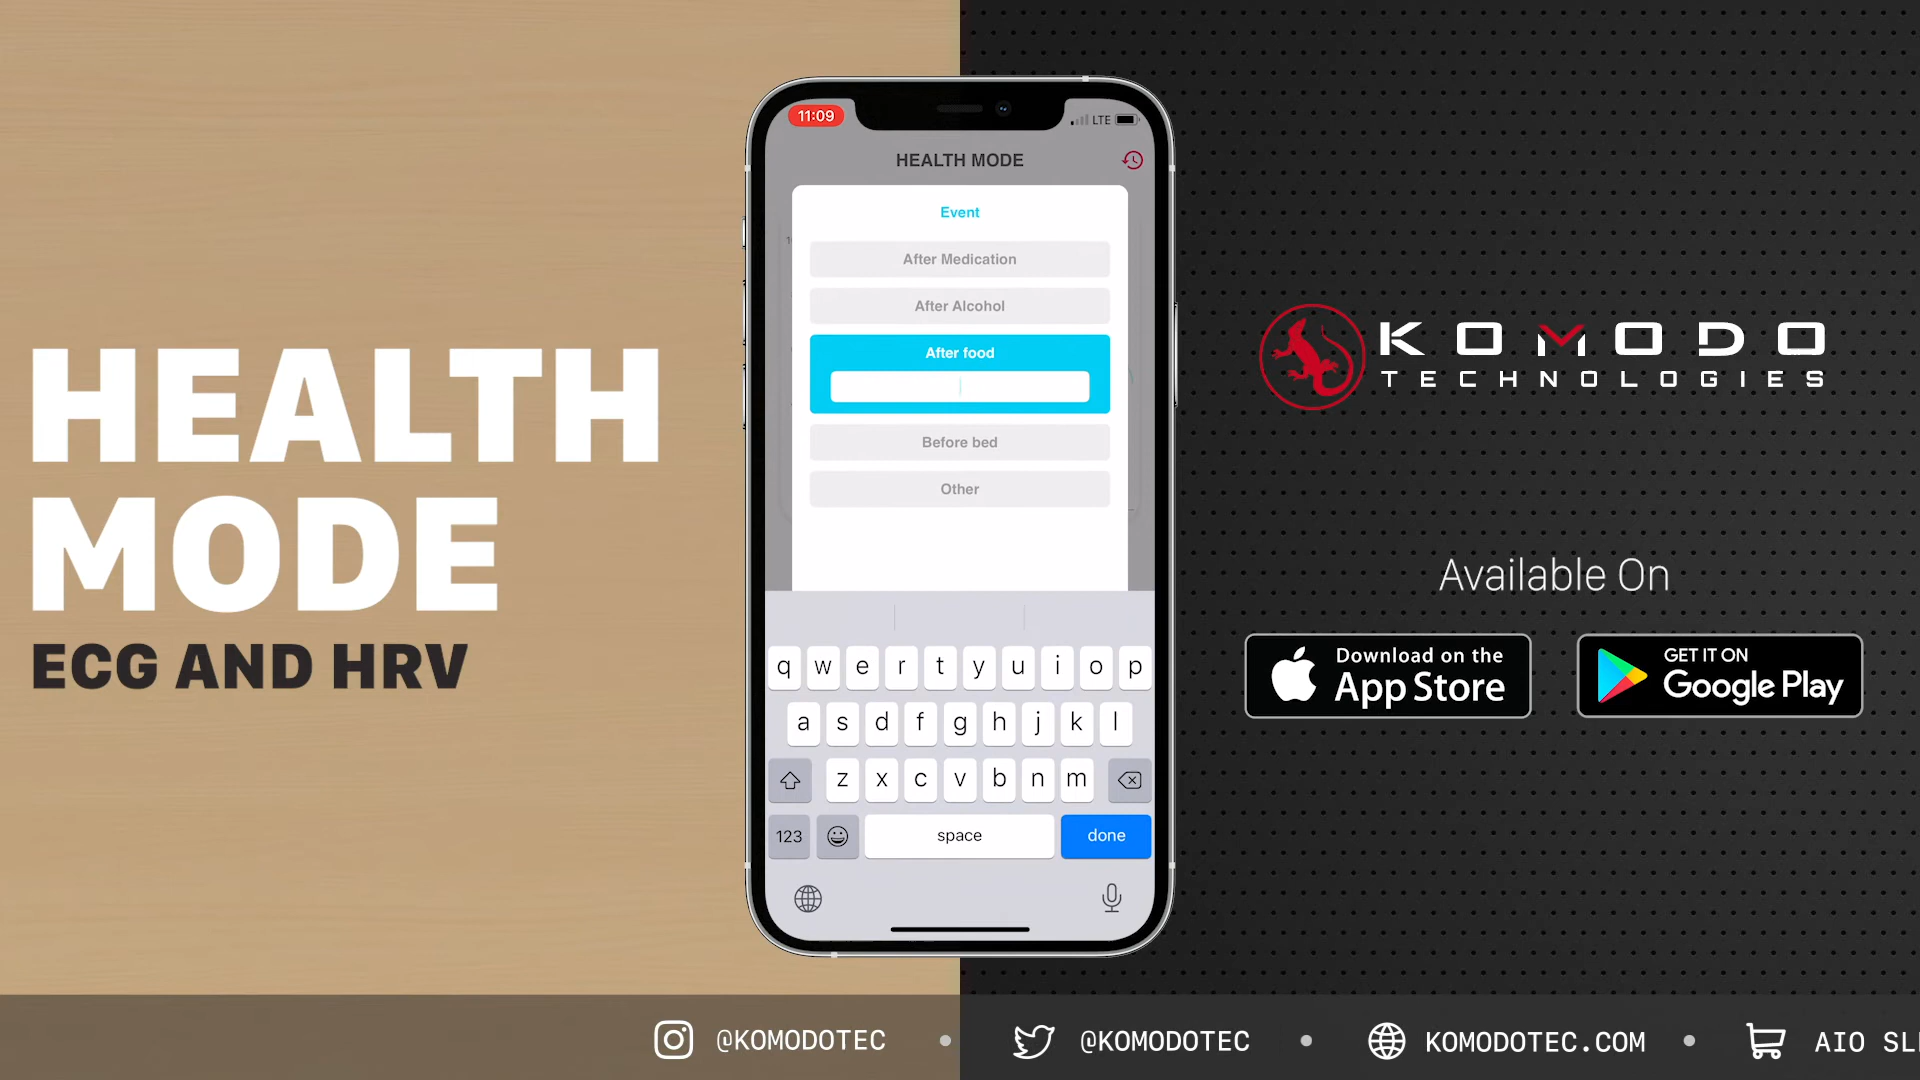 HEALTH
MODE
ECG AND HRV
11:09
LTE
HEALTH MODE
Event
After Medication
After Alcohol
After food
Before bed
Other
q w e r t y u i o p
a s d f g h j k l
z x c v b n m
123 space done
KOMODO
TECHNOLOGIES
Available On
Download on the
App Store
GET IT ON
Google Play
@KOMODOTEC • @KOMODOTEC • KOMODOTEC.COM • AIO